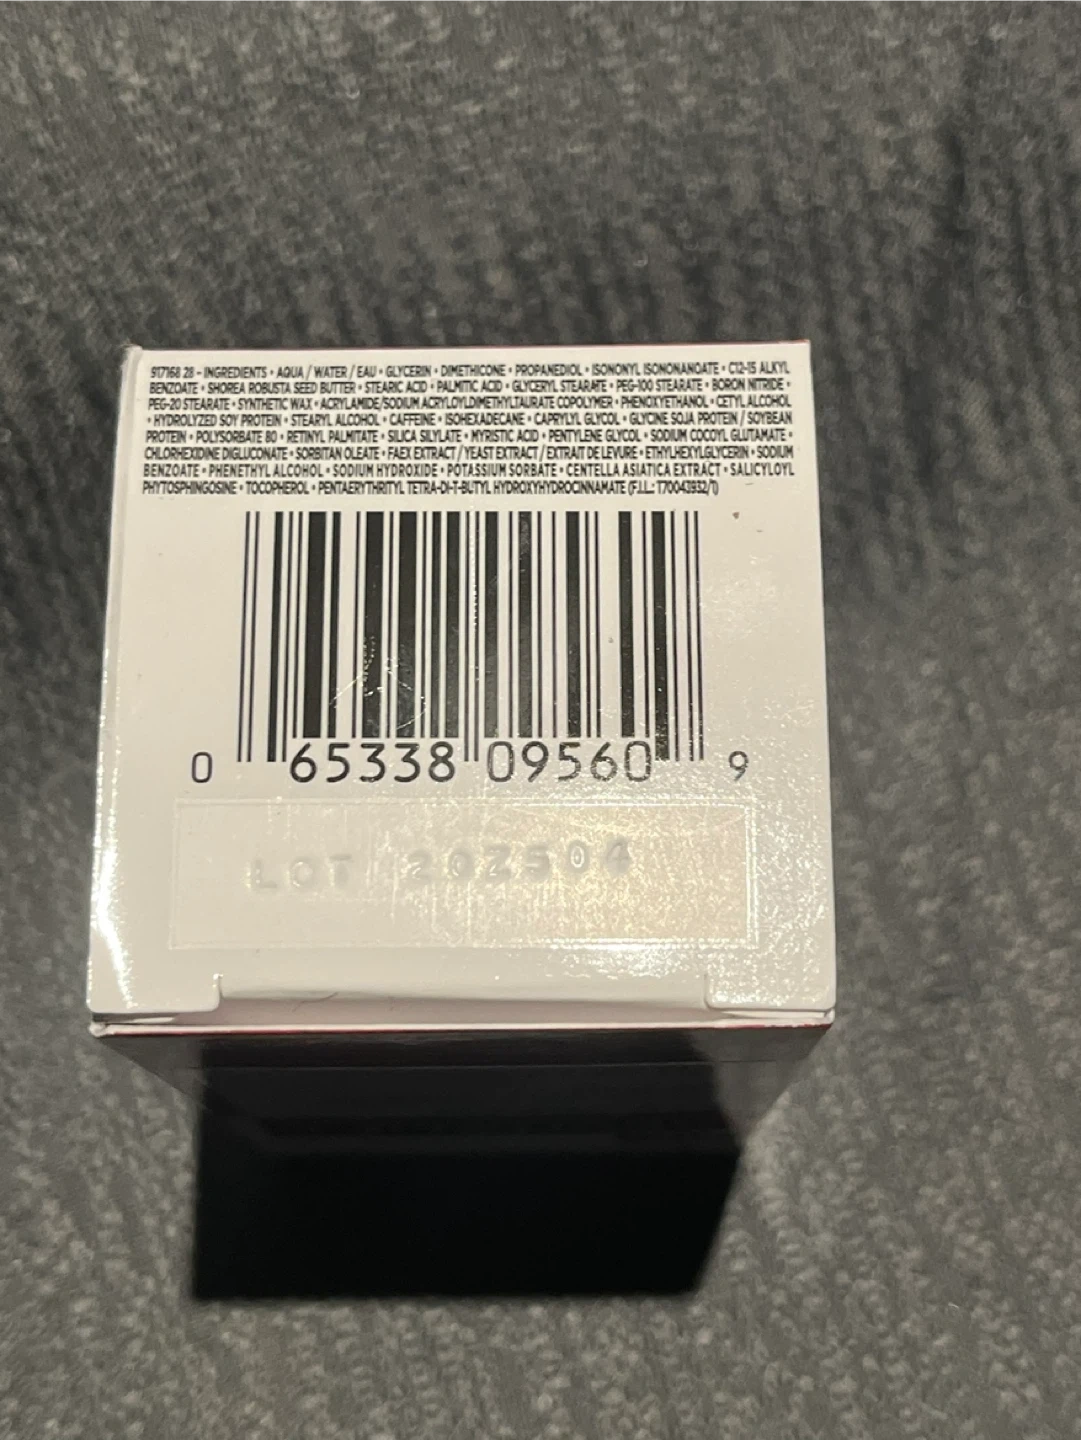 917168 28 - INGREDIENTS • AQUA / WATER / EAU • GLYCERIN • DIMETHICONE • PROPANEDIOL • ISONONYL ISONONANOATE • C12-15 ALKYL
BENZOATE • SHOREA ROBUSTA SEED BUTTER • STEARIC ACID • PALMITIC ACID • GLYCERYL STEARATE • PEG-100 STEARATE • BORON NITRIDE •
PEG-20 STEARATE • SYNTHETIC WAX • ACRYLAMIDE/SODIUM ACRYLOYLDIMETHYLTAURATE COPOLYMER • PHENOXYETHANOL • CETYL ALCOHOL
• HYDROLYZED SOY PROTEIN • STEARYL ALCOHOL • CAFFEINE • ISOHEXADECANE • CAPRYLYL GLYCOL • GLYCINE SOJA PROTEIN / SOYBEAN
PROTEIN • POLYSORBATE 80 • RETINYL PALMITATE • SILICA SILYLATE • MYRISTIC ACID • PENTYLENE GLYCOL • SODIUM COCOYL GLUTAMATE •
CHLORHEXIDINE DIGLUCONATE • SORBITAN OLEATE • FAEX EXTRACT / YEAST EXTRACT / EXTRAIT DE LEVURE • ETHYLHEXYLGLYCERIN • SODIUM
BENZOATE • PHENETHYL ALCOHOL • SODIUM HYDROXIDE • POTASSIUM SORBATE • CENTELLA ASIATICA EXTRACT • SALICYLOYL
PHYTOSPHINGOSINE • TOCOPHEROL • PENTAERYTHRITYL TETRA-DI-T-BUTYL HYDROXYHYDROCINNAMATE (F.I.L.: T70043932/1)
0 65338 09560 9
LOT 20Z504